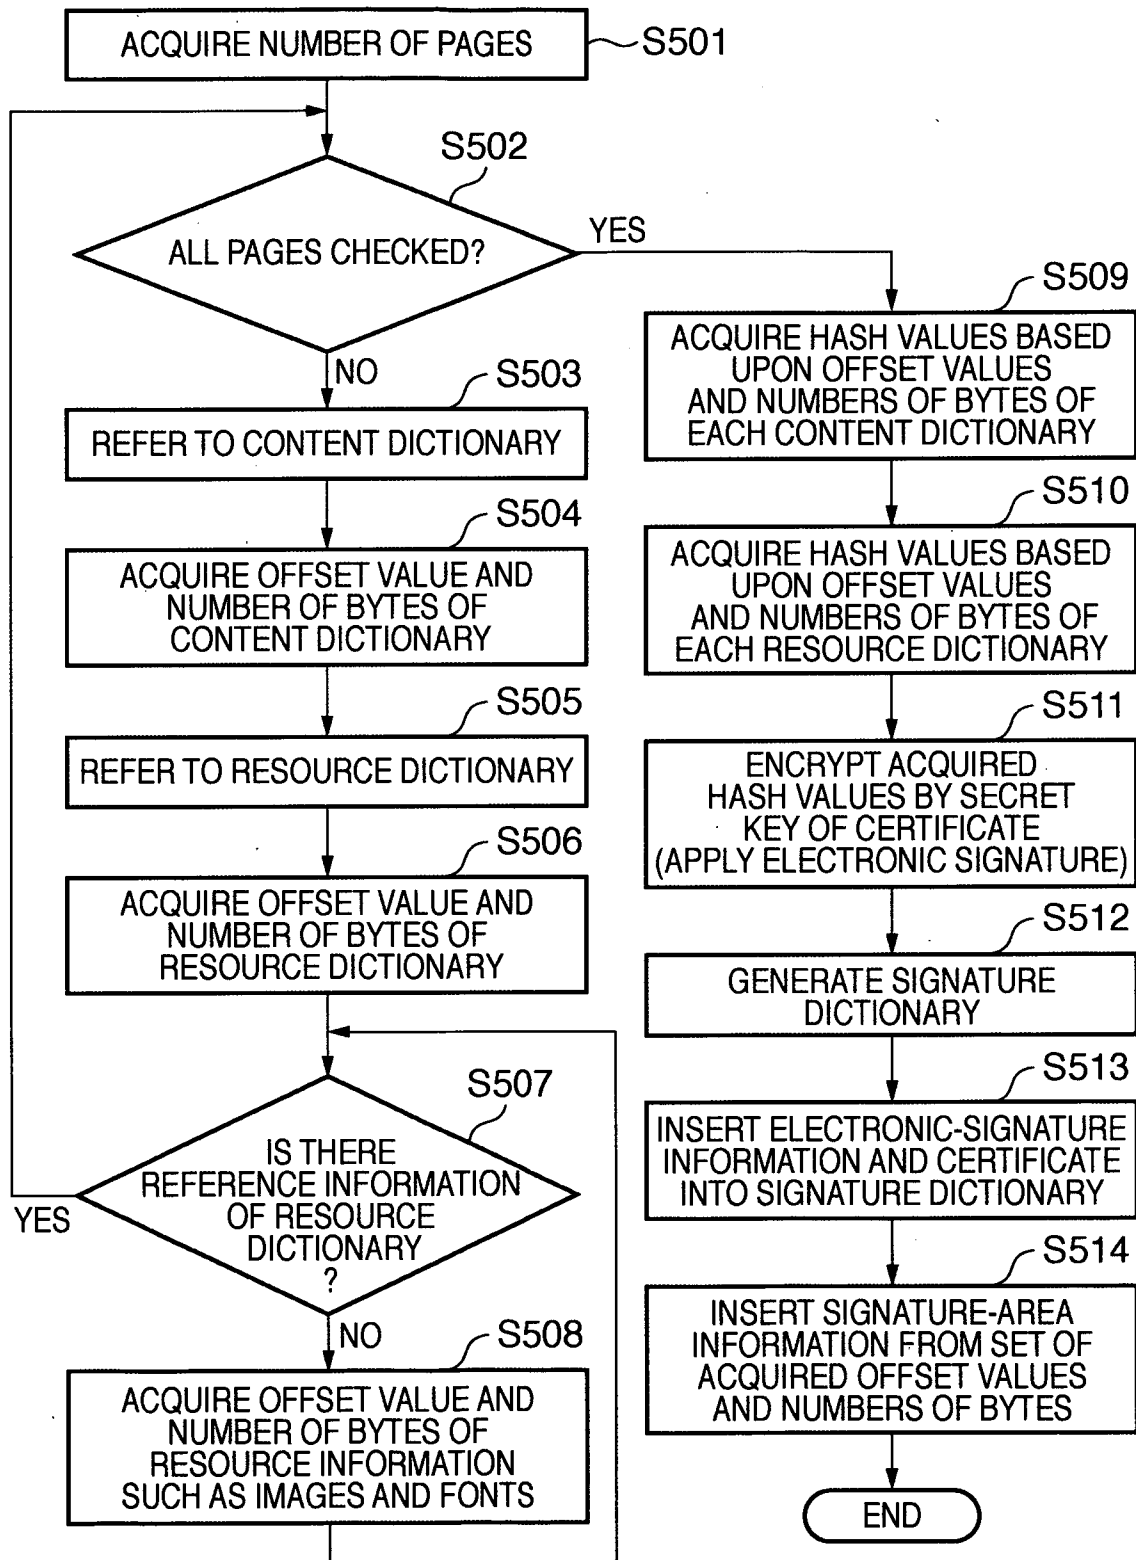 ACQUIRE NUMBER OF PAGES
S501
S502
ALL PAGES CHECKED?
YES
NO
S503
REFER TO CONTENT DICTIONARY
S504
ACQUIRE OFFSET VALUE AND
NUMBER OF BYTES OF
CONTENT DICTIONARY
S505
REFER TO RESOURCE DICTIONARY
S506
ACQUIRE OFFSET VALUE AND
NUMBER OF BYTES OF
RESOURCE DICTIONARY
S507
IS THERE
REFERENCE INFORMATION
OF RESOURCE
DICTIONARY
?
YES
NO
S508
ACQUIRE OFFSET VALUE AND
NUMBER OF BYTES OF
RESOURCE INFORMATION
SUCH AS IMAGES AND FONTS
S509
ACQUIRE HASH VALUES BASED
UPON OFFSET VALUES
AND NUMBERS OF BYTES OF
EACH CONTENT DICTIONARY
S510
ACQUIRE HASH VALUES BASED
UPON OFFSET VALUES
AND NUMBERS OF BYTES OF
EACH RESOURCE DICTIONARY
S511
ENCRYPT ACQUIRED
HASH VALUES BY SECRET
KEY OF CERTIFICATE
(APPLY ELECTRONIC SIGNATURE)
S512
GENERATE SIGNATURE
DICTIONARY
S513
INSERT ELECTRONIC-SIGNATURE
INFORMATION AND CERTIFICATE
INTO SIGNATURE DICTIONARY
S514
INSERT SIGNATURE-AREA
INFORMATION FROM SET OF
ACQUIRED OFFSET VALUES
AND NUMBERS OF BYTES
END